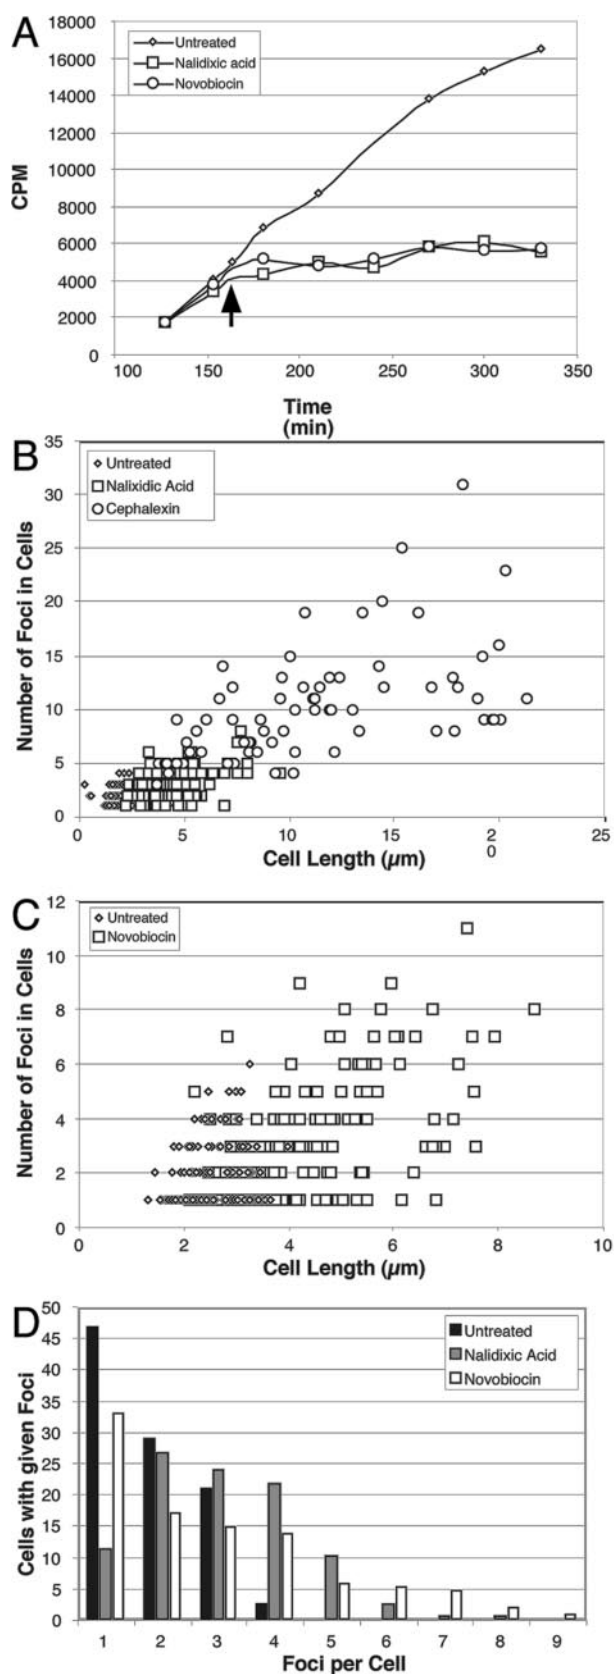 A
18000
16000
14000
12000
10000
8000
6000
4000
2000
0
CPM
Untreated
Nalidixic acid
Novobiocin
100 150 200 250 300 350
Time
(min)
B
35
30
25
20
15
10
5
0
Number of Foci in Cells
Untreated
Nalixidic Acid
Cephalexin
0 5 10 15 2 25
0
Cell Length (µm)
C
12
10
8
6
4
2
0
Number of Foci in Cells
Untreated
Novobiocin
0 2 4 6 8 10
Cell Length (µm)
D
50
45
40
35
30
25
20
15
10
5
0
Cells with given Foci
Untreated
Nalidixic Acid
Novobiocin
1 2 3 4 5 6 7 8 9
Foci per Cell